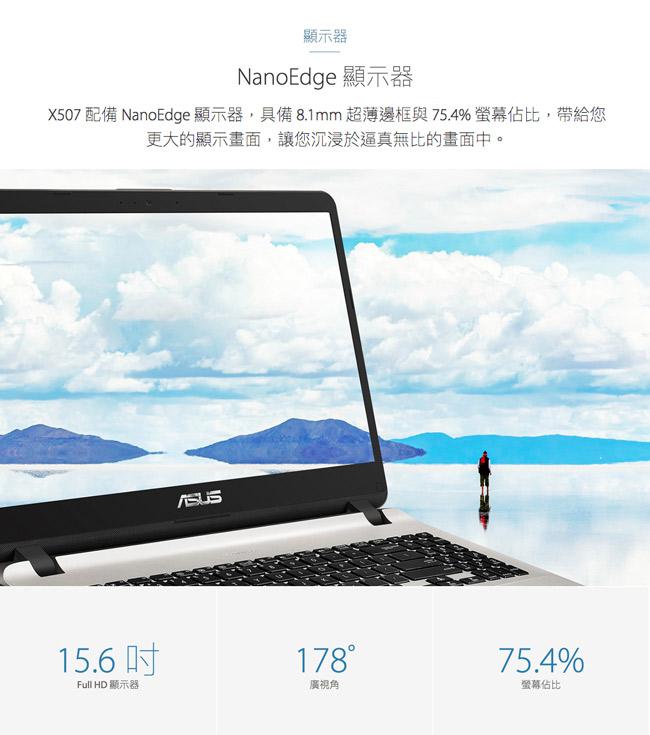 顯示器
NanoEdge 顯示器
X507 配備 NanoEdge 顯示器，具備 8.1mm 超薄邊框與 75.4% 螢幕佔比，帶給您
更大的顯示畫面，讓您沉浸於逼真無比的畫面中。
ASUS
15.6 吋
Full HD 顯示器
178°
廣視角
75.4%
螢幕佔比